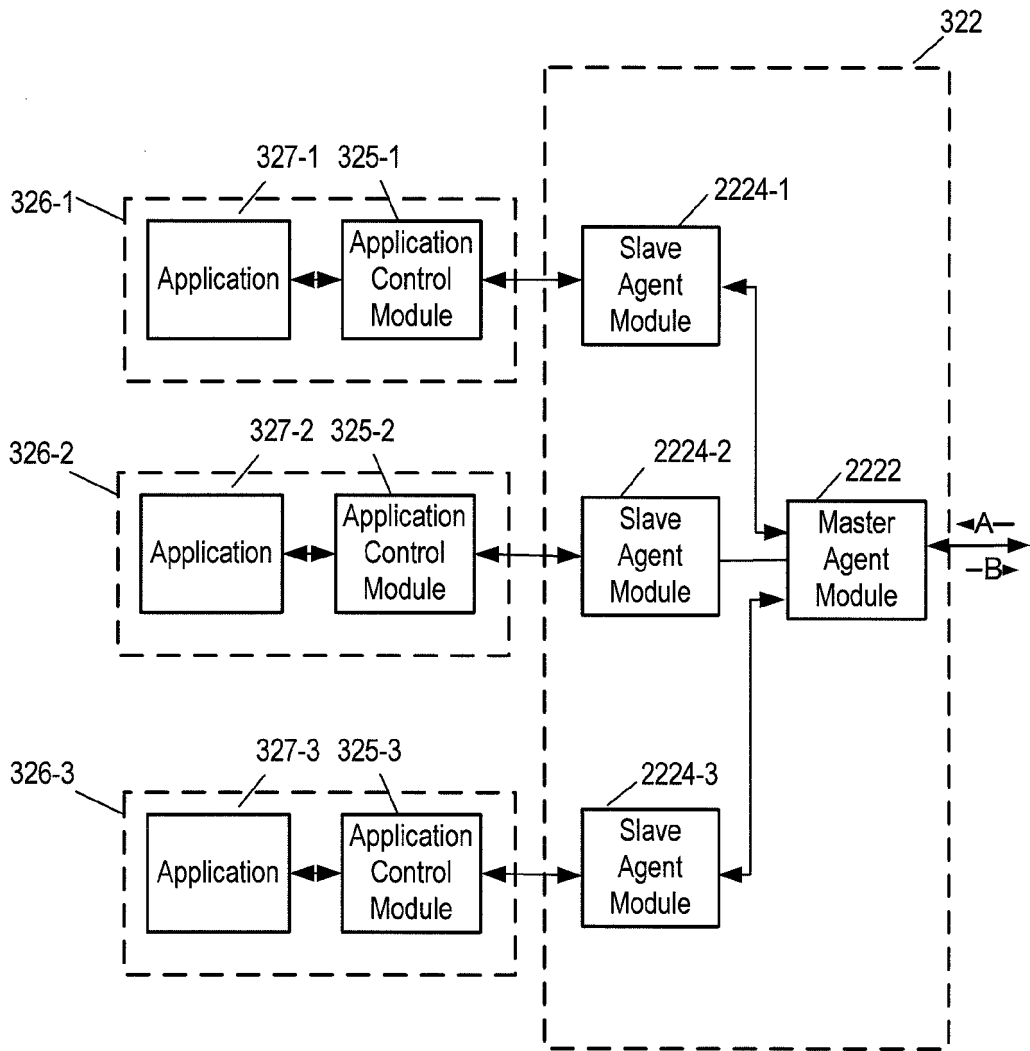 322
327-1 325-1
326-1
2224-1
Application
Application
Control
Module
Slave
Agent
Module
327-2 325-2
326-2
2224-2
2222
Application
Application
Control
Module
Slave
Agent
Module
Master
Agent
Module
A
B
327-3 325-3
326-3
2224-3
Application
Application
Control
Module
Slave
Agent
Module